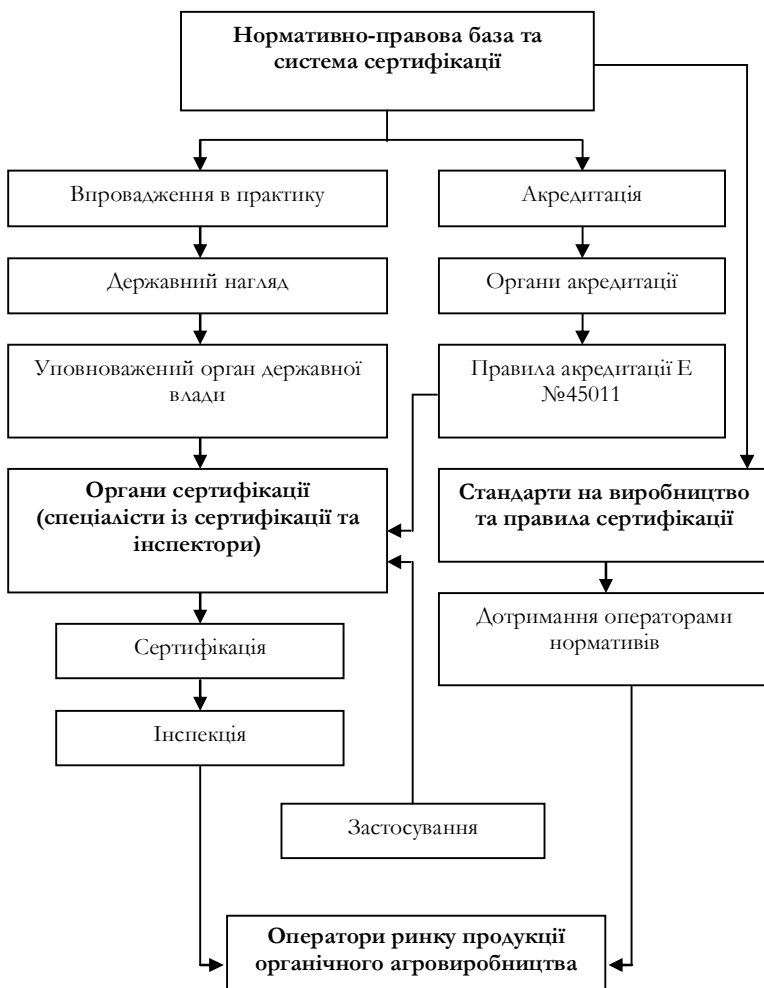 Нормативно-правова база та
система сертифікації
Впровадження в практику
Акредитація
Державний нагляд
Органи акредитації
Уповноважений орган державної
влади
Правила акредитації Е
№45011
Органи сертифікації
(спеціалісти із сертифікації та
інспектори)
Стандарти на виробництво
та правила сертифікації
Сертифікація
Дотримання операторами
нормативів
Інспекція
Застосування
Оператори ринку продукції
органічного агровиробництва